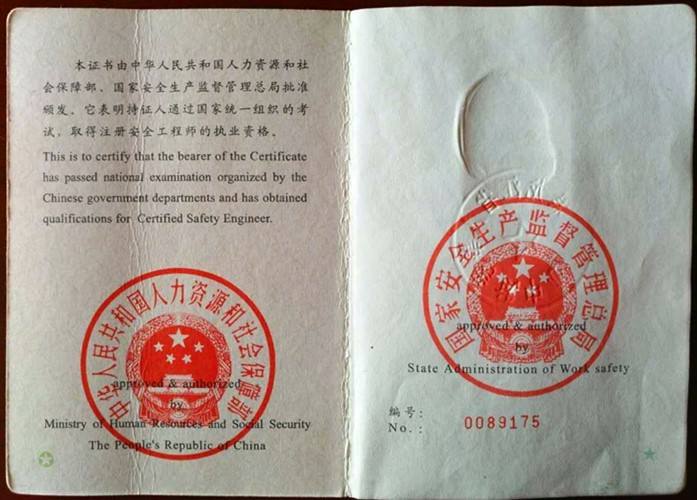 本证书由中华人民共和国人力资源和社
会保障部、国家安全生产监督管理总局批准
颁发。它表明持证人通过国家统一组织的考
试，取得注册安全工程师的执业资格。
This is to certify that the bearer of the Certificate
has passed national examination organized by the
Chinese government departments and has obtained
qualifications for Certified Safety Engineer.
中华人民共和国人力资源和社会保障部
approved & authorized
by
Ministry of Human Resources and Social Security
The People's Republic of China
国家安全生产监督管理总局
approved & authorized
by
State Administration of Work safety
编号:
No.: 0089175